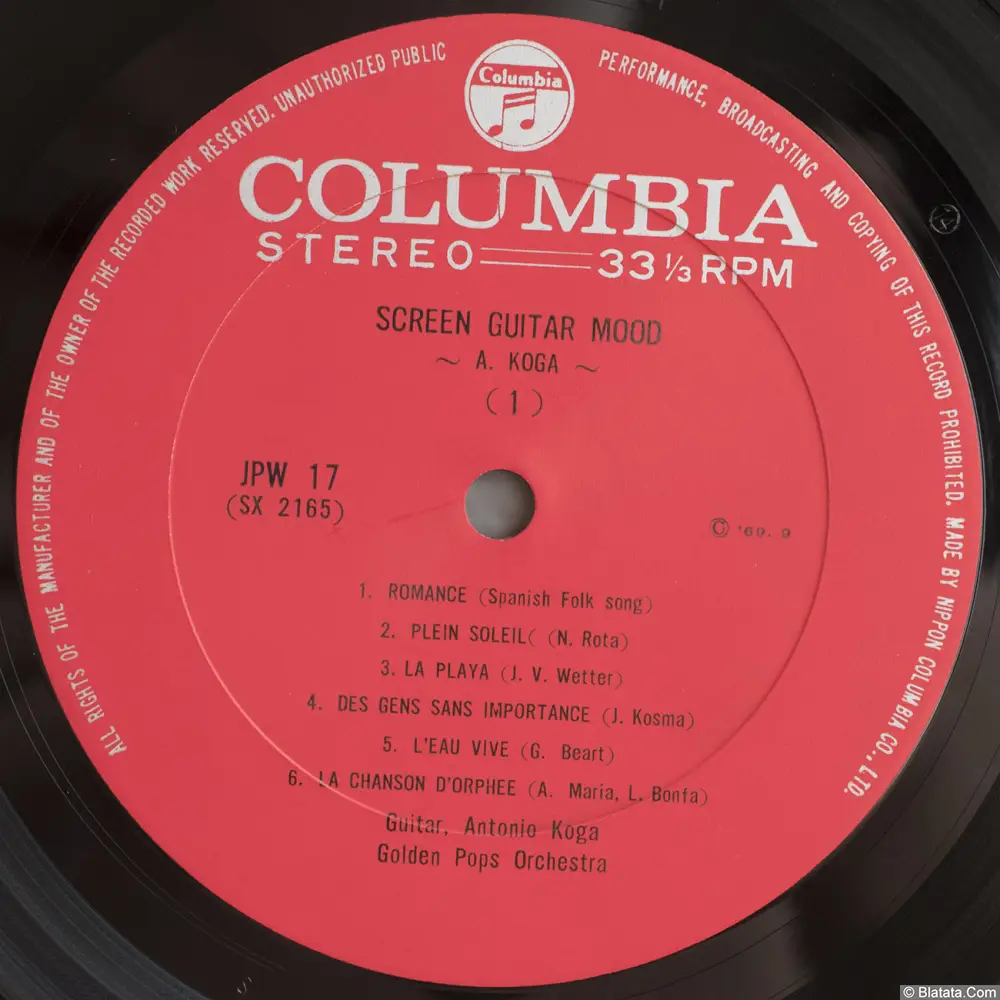 ALL RIGHTS OF THE MANUFACTURER AND OF THE OWNER OF THE RECORDED WORK RESERVED. UNAUTHORIZED PUBLIC PERFORMANCE, BROADCASTING AND COPYING OF THIS RECORD PROHIBITED. MADE BY NIPPON COLUMBIA CO., LTD.
Columbia
COLUMBIA
STEREO 33 1/3 RPM
SCREEN GUITAR MOOD
~ A. KOGA ~
(1)
JPW 17
(SX 2165)
© '69. 9
1. ROMANCE (Spanish Folk song)
2. PLEIN SOLEIL( (N. Rota)
3. LA PLAYA (J. V. Wetter)
4. DES GENS SANS IMPORTANCE (J. Kosma)
5. L'EAU VIVE (G. Beart)
6. LA CHANSON D'ORPHEE (A. Maria, L. Bonfa)
Guitar, Antonio Koga
Golden Pops Orchestra
© Blatata.Com